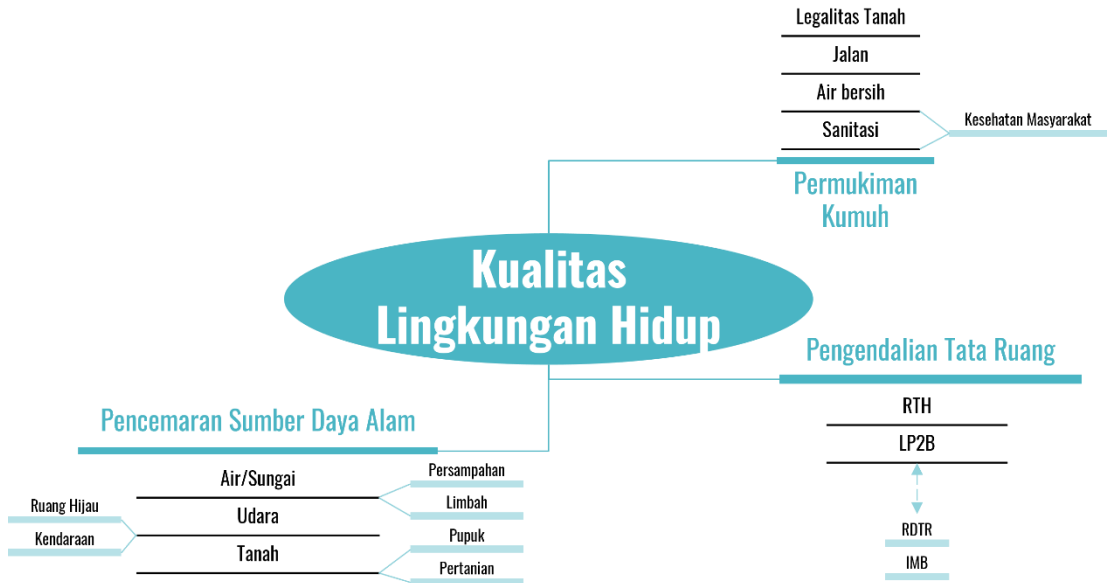 Legalitas Tanah
Jalan
Air bersih
Sanitasi
Kesehatan Masyarakat
Permukiman
Kumuh
Kualitas
Lingkungan Hidup
Pengendalian Tata Ruang
RTH
LP2B
RDTR
IMB
Pencemaran Sumber Daya Alam
Air/Sungai
Persampahan
Limbah
Ruang Hijau
Udara
Kendaraan
Tanah
Pupuk
Pertanian